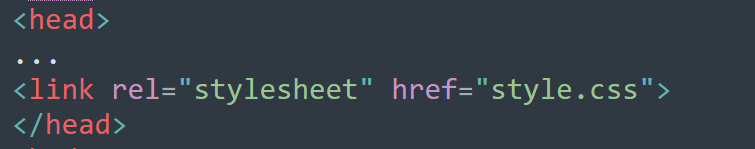 <head>
...
<link rel="stylesheet" href="style.css">
</head>